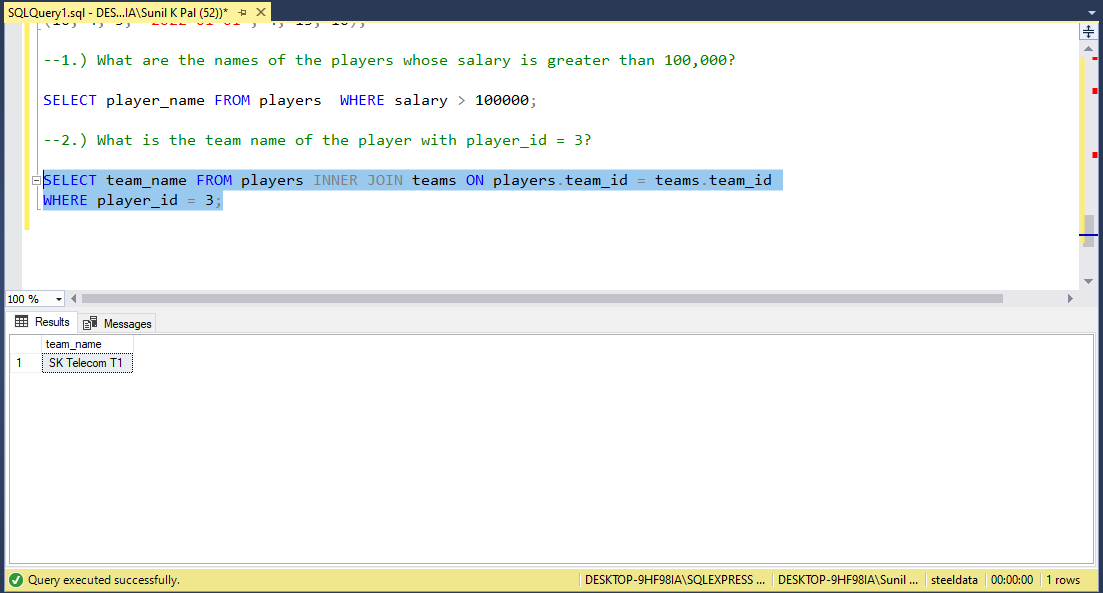 SQLQuery1.sql - DES...IA\Sunil K Pal (52))*
--1.) What are the names of the players whose salary is greater than 100,000?
SELECT player_name FROM players  WHERE salary > 100000;
--2.) What is the team name of the player with player_id = 3?
SELECT team_name FROM players INNER JOIN teams ON players.team_id = teams.team_id
WHERE player_id = 3;
100 %
Results Messages
team_name
1 SK Telecom T1
Query executed successfully. DESKTOP-9HF98IA\SQLEXPRESS ... DESKTOP-9HF98IA\Sunil ... steeldata 00:00:00 1 rows